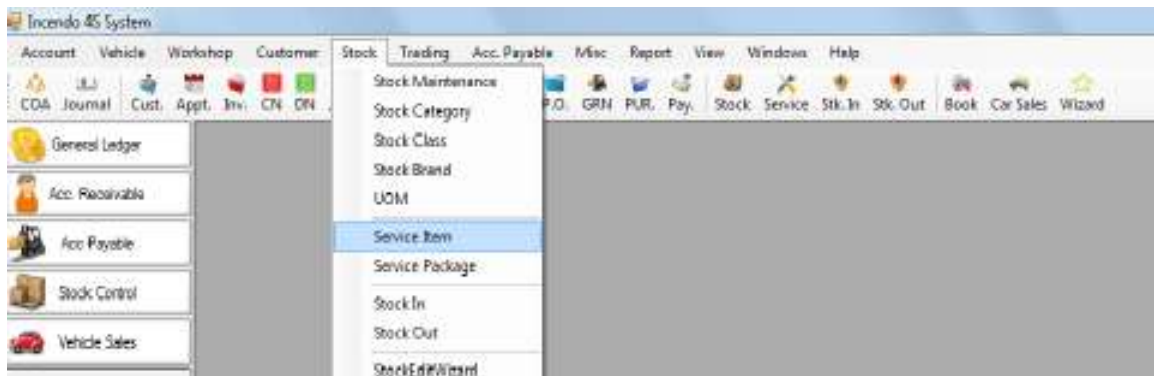 Incendo 4S System
Account Vehicle Workshop Customer Stock Trading Acc. Payable Misc Report View Windows Help
COA Journal Cust. Appt. Inv. CN DN P.O. GRN PUR. Pay. Stock Service Stk. In Stk. Out Book Car Sales Wizard
Stock Maintenance
Stock Category
Stock Class
Stock Brand
UOM
Service Item
Service Package
Stock In
Stock Out
StockEditWizard
General Ledger
Acc. Receivable
Acc Payable
Stock Control
Vehicle Sales